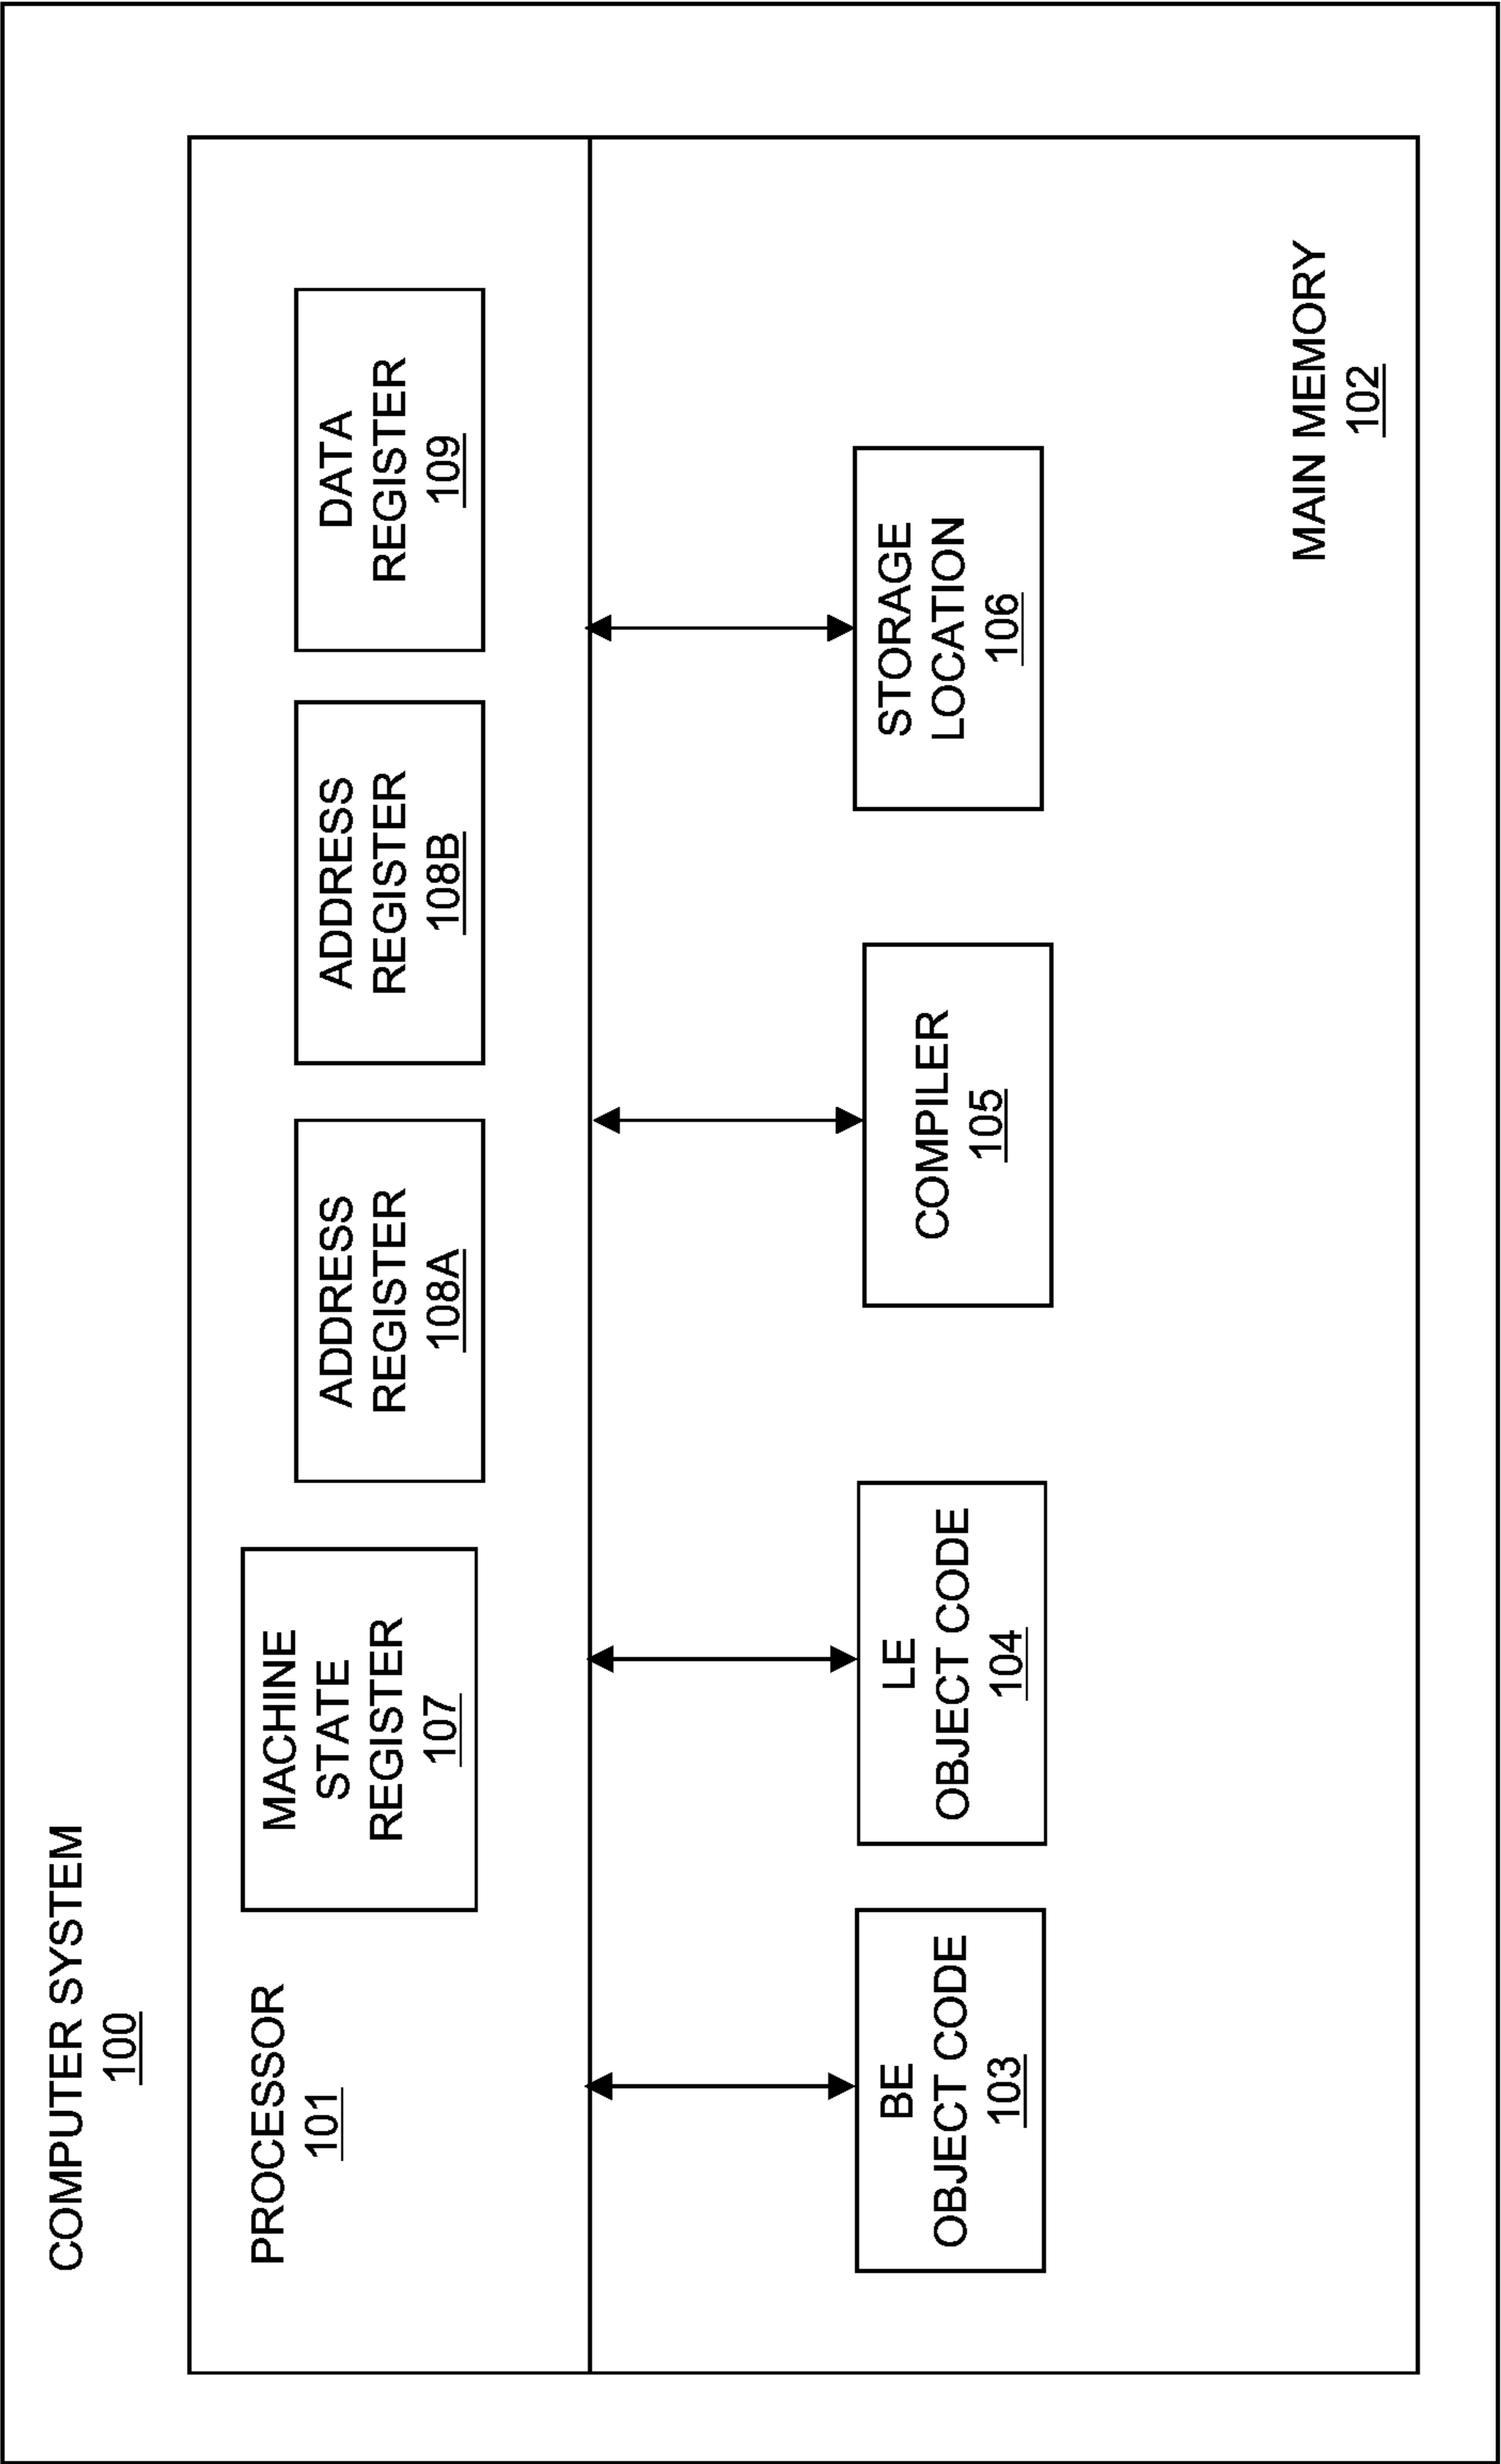 COMPUTER SYSTEM
100
PROCESSOR
101
MACHINE
STATE
REGISTER
107
ADDRESS
REGISTER
108A
ADDRESS
REGISTER
108B
DATA
REGISTER
109
BE
OBJECT CODE
103
LE
OBJECT CODE
104
COMPILER
105
STORAGE
LOCATION
106
MAIN MEMORY
102